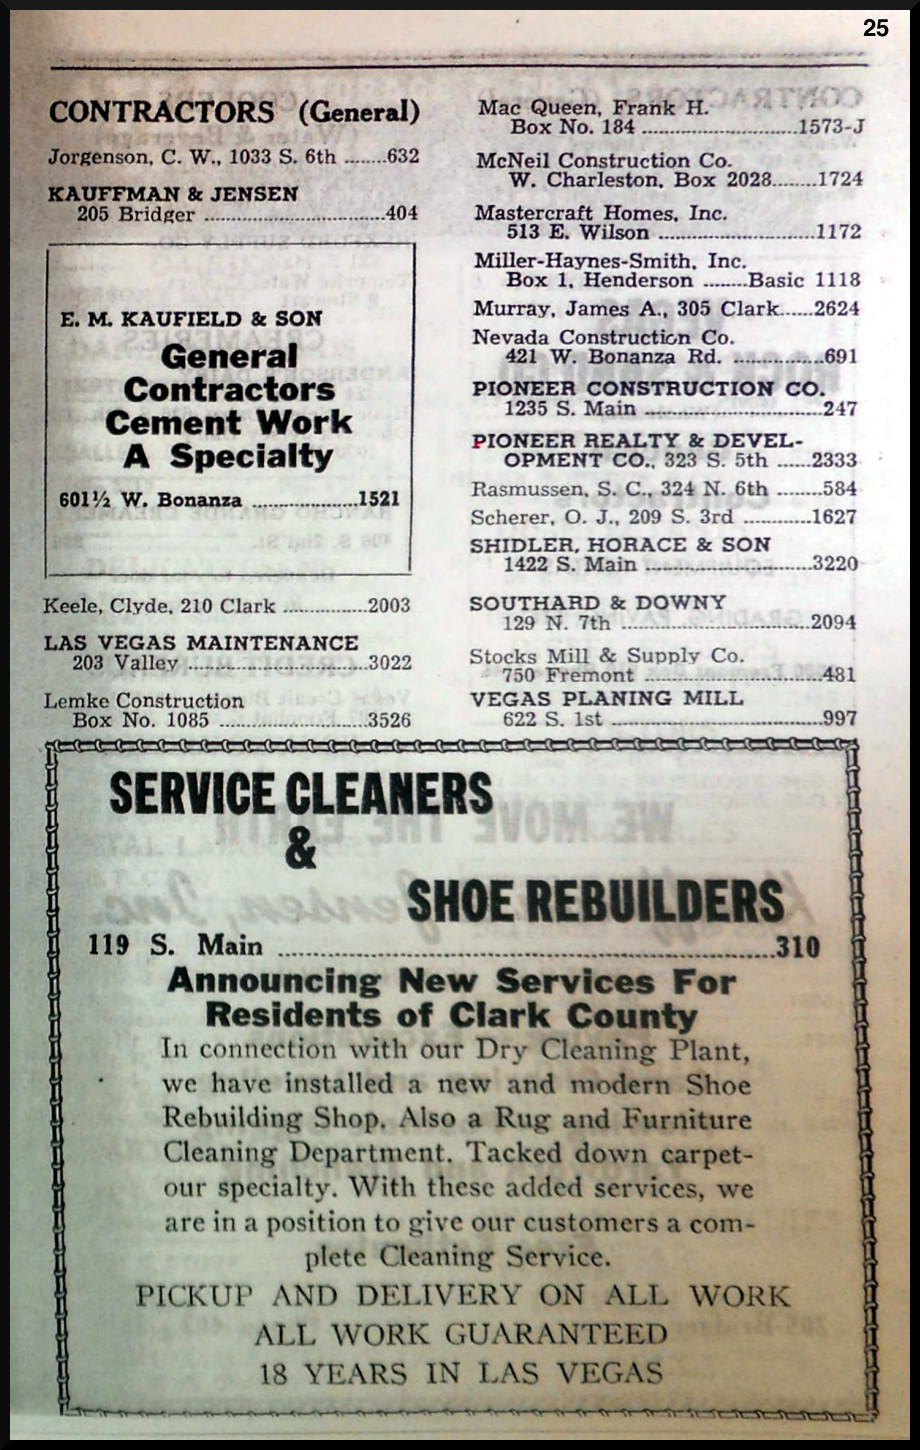 25
CONTRACTORS (General)
Jorgenson, C. W., 1033 S. 6th ........632
KAUFFMAN & JENSEN
205 Bridger ..................................404
E. M. KAUFIELD & SON
General
Contractors
Cement Work
A Specialty
601½ W. Bonanza ....................1521
Keele, Clyde, 210 Clark ................2003
LAS VEGAS MAINTENANCE
203 Valley ..................................3022
Lemke Construction
Box No. 1085 ............................3526
Mac Queen, Frank H.
Box No. 184 .............................1573-J
McNeil Construction Co.
W. Charleston, Box 2028........1724
Mastercraft Homes, Inc.
513 E. Wilson .............................1172
Miller-Haynes-Smith, Inc.
Box 1, Henderson ........Basic 1118
Murray, James A., 305 Clark......2624
Nevada Construction Co.
421 W. Bonanza Rd. .................691
PIONEER CONSTRUCTION CO.
1235 S. Main .................................247
PIONEER REALTY & DEVEL-
OPMENT CO., 323 S. 5th ......2333
Rasmussen, S. C., 324 N. 6th ........584
Scherer, O. J., 209 S. 3rd ............1627
SHIDLER, HORACE & SON
1422 S. Main ...............................3220
SOUTHARD & DOWNY
129 N. 7th ...................................2094
Stocks Mill & Supply Co.
750 Fremont .................................481
VEGAS PLANING MILL
622 S. 1st .......................................997
SERVICE CLEANERS
&
SHOE REBUILDERS
119 S. Main ..............................................................310
Announcing New Services For
Residents of Clark County
In connection with our Dry Cleaning Plant,
we have installed a new and modern Shoe
Rebuilding Shop. Also a Rug and Furniture
Cleaning Department. Tacked down carpet-
our specialty. With these added services, we
are in a position to give our customers a com-
plete Cleaning Service.
PICKUP AND DELIVERY ON ALL WORK
ALL WORK GUARANTEED
18 YEARS IN LAS VEGAS